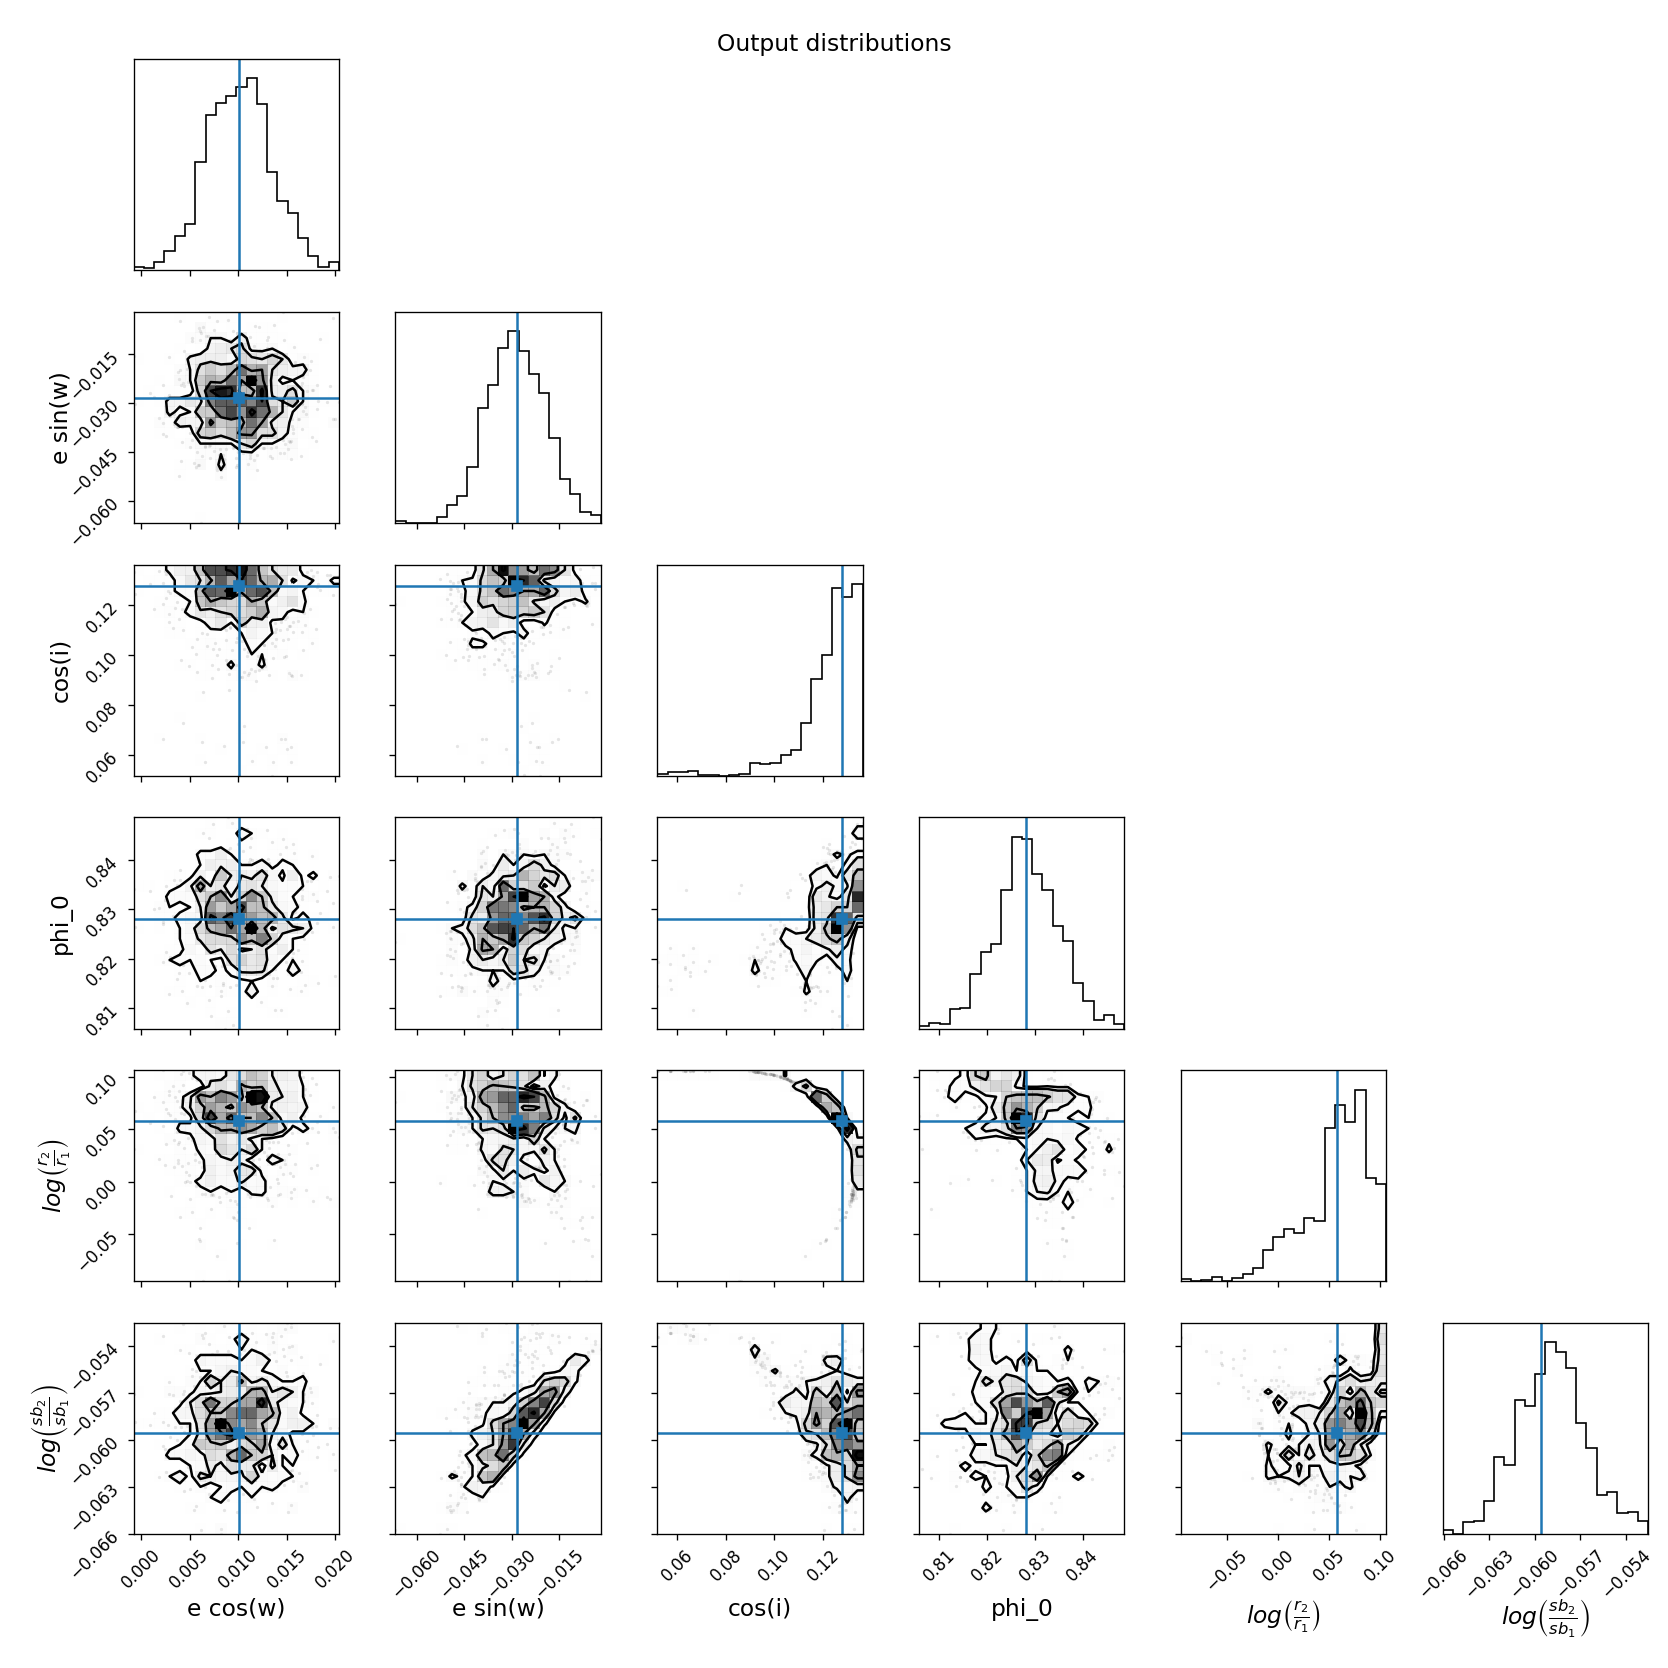 Output distributions
e sin(w)
−0.015
−0.030
−0.045
−0.060
cos(i)
0.12
0.10
0.08
0.06
phi_0
0.84
0.83
0.82
0.81
log(r2/r1)
0.10
0.05
0.00
−0.05
log(sb2/sb1)
−0.054
−0.057
−0.060
−0.063
−0.066
0.000 0.005 0.010 0.015 0.020 −0.060 −0.045 −0.030 −0.015 0.06 0.08 0.10 0.12 0.81 0.82 0.83 0.84 −0.05 0.00 0.05 0.10 −0.066 −0.063 −0.060 −0.057 −0.054
e cos(w) e sin(w) cos(i) phi_0 log(r2/r1) log(sb2/sb1)